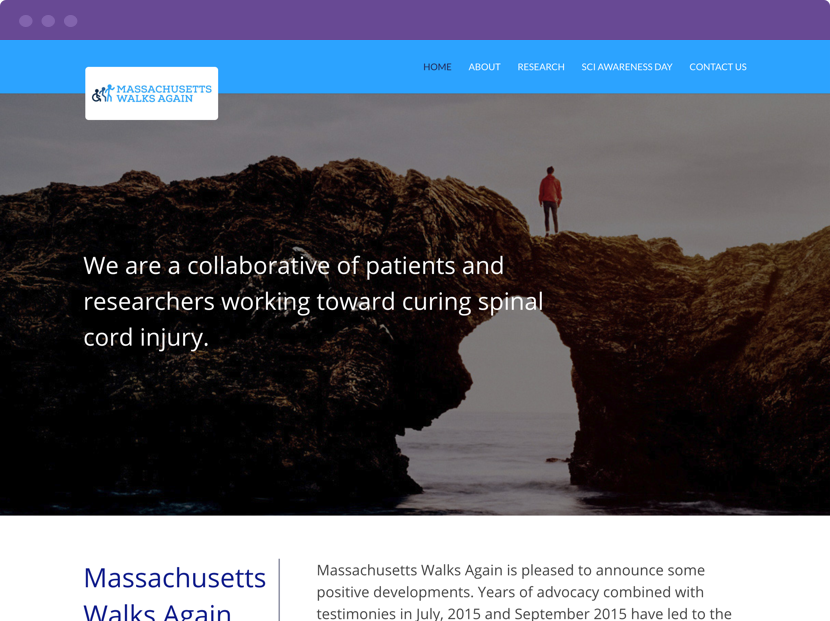 HOME ABOUT RESEARCH SCI AWARENESS DAY CONTACT US
MASSACHUSETTS
WALKS AGAIN
We are a collaborative of patients and
researchers working toward curing spinal
cord injury.
Massachusetts
Walks Again
Massachusetts Walks Again is pleased to announce some
positive developments. Years of advocacy combined with
testimonies in July, 2015 and September 2015 have led to the